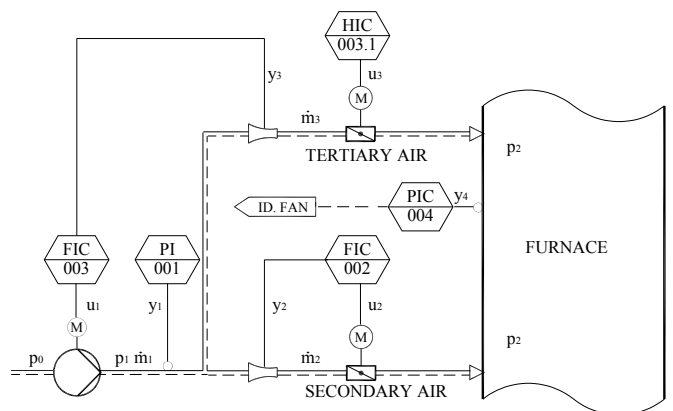 HIC
003.1
y₃
u₃
M
ṁ₃
TERTIARY AIR
p₂
ID. FAN
PIC
004
y₄
FURNACE
FIC
003
PI
001
FIC
002
u₁
y₁
y₂
u₂
M
M
p₀
p₁ ṁ₁
ṁ₂
p₂
SECONDARY AIR